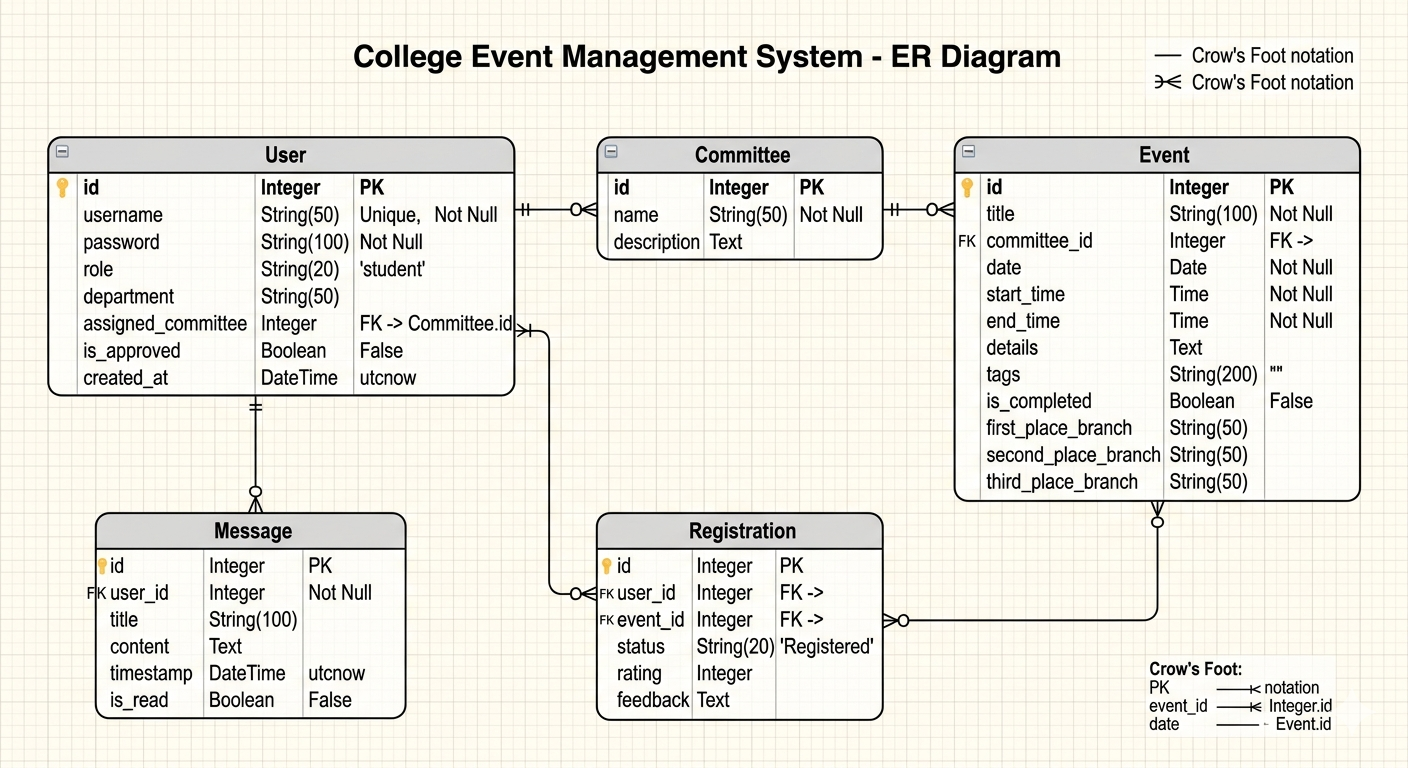 College Event Management System - ER Diagram
Crow's Foot notation
Crow's Foot notation
User
id Integer PK
username String(50) Unique, Not Null
password String(100) Not Null
role String(20) 'student'
department String(50)
assigned_committee Integer FK -> Committee.id
is_approved Boolean False
created_at DateTime utcnow
Committee
id Integer PK
name String(50) Not Null
description Text
Event
id Integer PK
title String(100) Not Null
FK committee_id Integer FK ->
date Date Not Null
start_time Time Not Null
end_time Time Not Null
details Text
tags String(200) ""
is_completed Boolean False
first_place_branch String(50)
second_place_branch String(50)
third_place_branch String(50)
Message
id Integer PK
FK user_id Integer Not Null
title String(100)
content Text
timestamp DateTime utcnow
is_read Boolean False
Registration
id Integer PK
FK user_id Integer FK ->
FK event_id Integer FK ->
status String(20) 'Registered'
rating Integer
feedback Text
Crow's Foot:
PK notation
event_id Integer.id
date Event.id